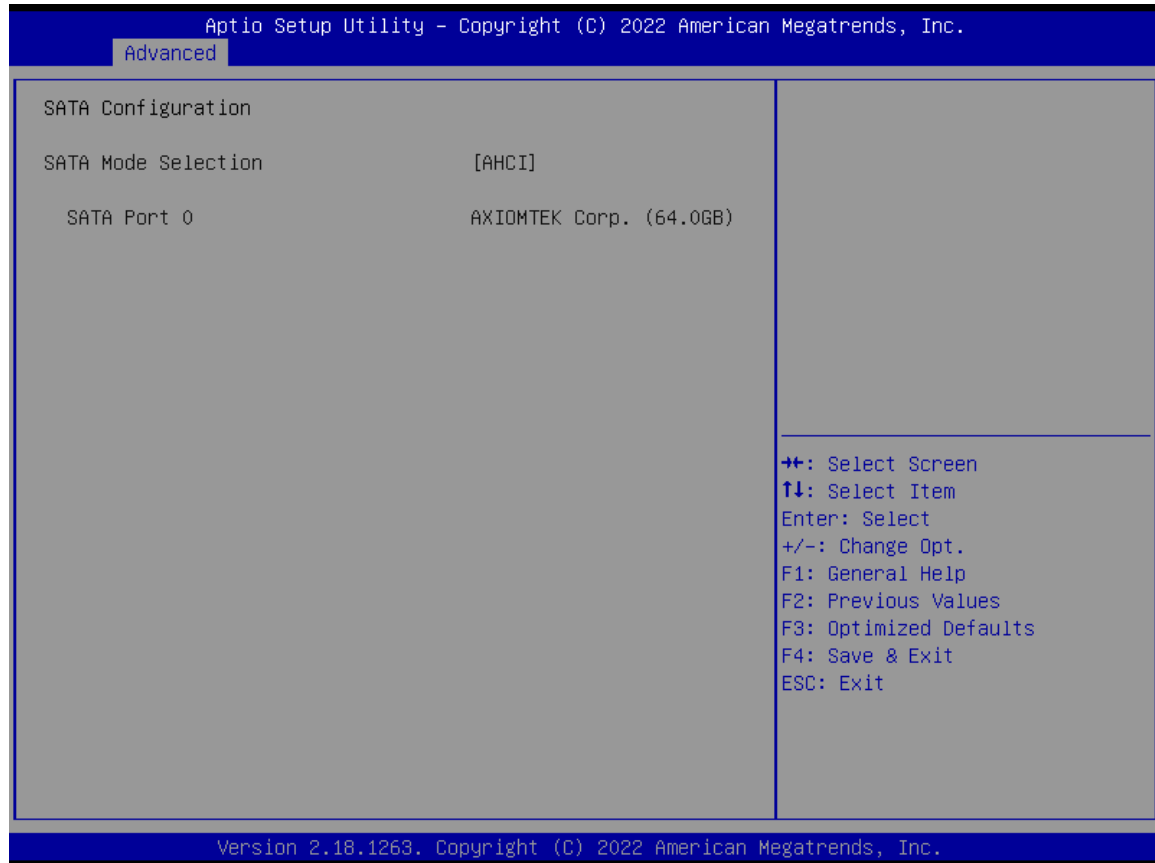 Aptio Setup Utility – Copyright (C) 2022 American Megatrends, Inc.
Advanced
SATA Configuration
SATA Mode Selection [AHCI]
SATA Port 0 AXIOMTEK Corp. (64.0GB)
→←: Select Screen
↑↓: Select Item
Enter: Select
+/-: Change Opt.
F1: General Help
F2: Previous Values
F3: Optimized Defaults
F4: Save & Exit
ESC: Exit
Version 2.18.1263. Copyright (C) 2022 American Megatrends, Inc.